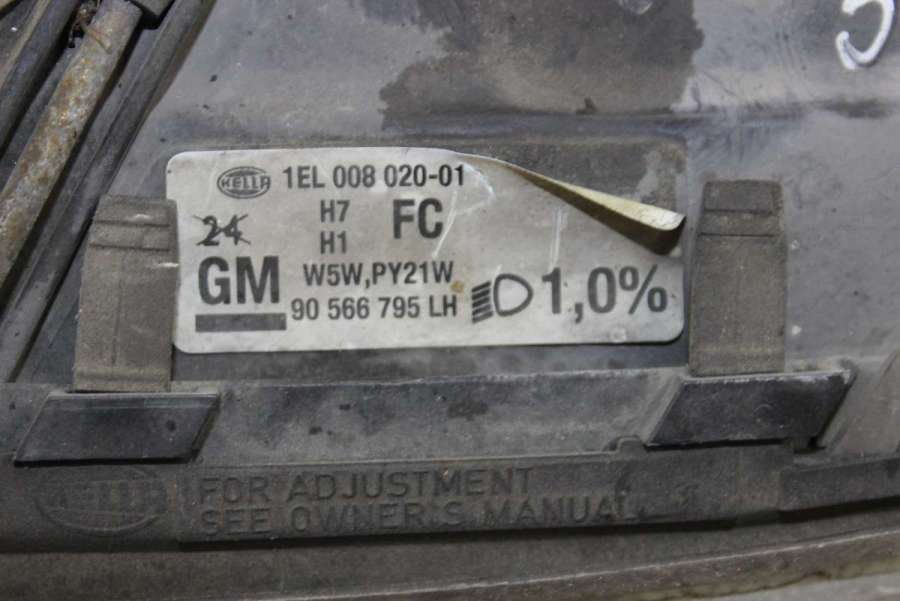 HELLA 1EL 008 020-01
24 H7 FC
H1
GM W5W,PY21W
90 566 795 LH 1,0%
HELLA FOR ADJUSTMENT
SEE OWNER'S MANUAL